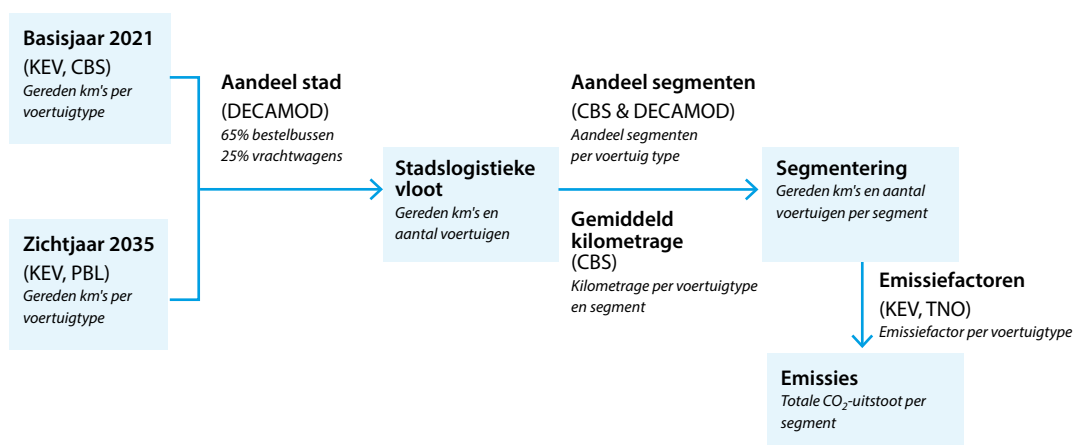 Basisjaar 2021
(KEV, CBS)
Gereden km's per
voertuigtype
Zichtjaar 2035
(KEV, PBL)
Gereden km's per
voertuigtype
Aandeel stad
(DECAMOD)
65% bestelbussen
25% vrachtwagens
Stadslogistieke
vloot
Gereden km's en
aantal voertuigen
Aandeel segmenten
(CBS & DECAMOD)
Aandeel segmenten
per voertuig type
Gemiddeld
kilometrage
(CBS)
Kilometrage per voertuigtype
en segment
Segmentering
Gereden km's en aantal
voertuigen per segment
Emissiefactoren
(KEV, TNO)
Emissiefactor per voertuigtype
Emissies
Totale CO₂-uitstoot per
segment